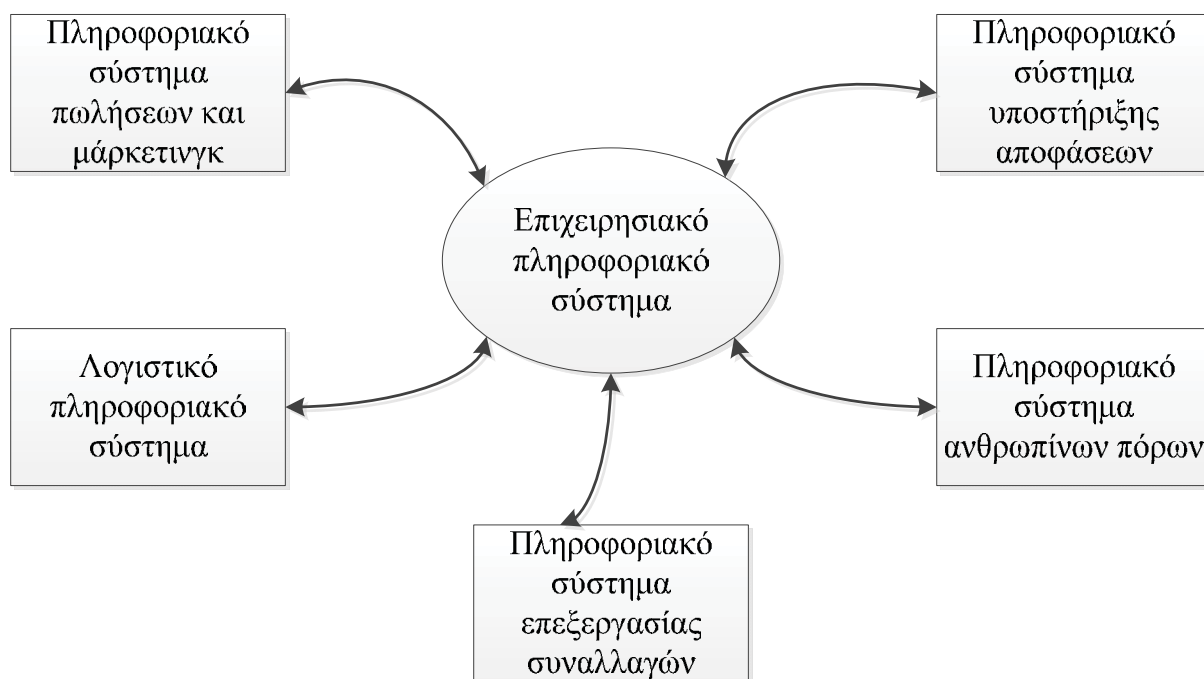 Πληροφοριακό
σύστημα
πωλήσεων και
μάρκετινγκ
Πληροφοριακό
σύστημα
υποστήριξης
αποφάσεων
Επιχειρησιακό
πληροφοριακό
σύστημα
Λογιστικό
πληροφοριακό
σύστημα
Πληροφοριακό
σύστημα
ανθρωπίνων πόρων
Πληροφοριακό
σύστημα
επεξεργασίας
συναλλαγών